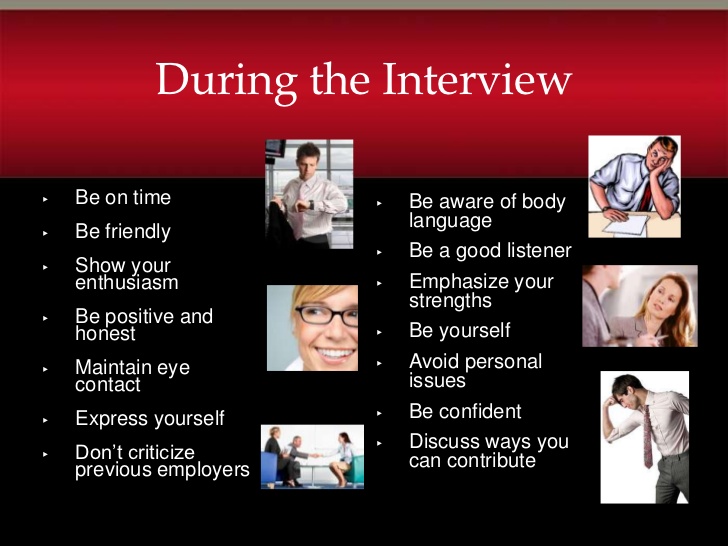 During the Interview
Be on time
Be friendly
Show your
enthusiasm
Be positive and
honest
Maintain eye
contact
Express yourself
Don’t criticize
previous employers
Be aware of body
language
Be a good listener
Emphasize your
strengths
Be yourself
Avoid personal
issues
Be confident
Discuss ways you
can contribute